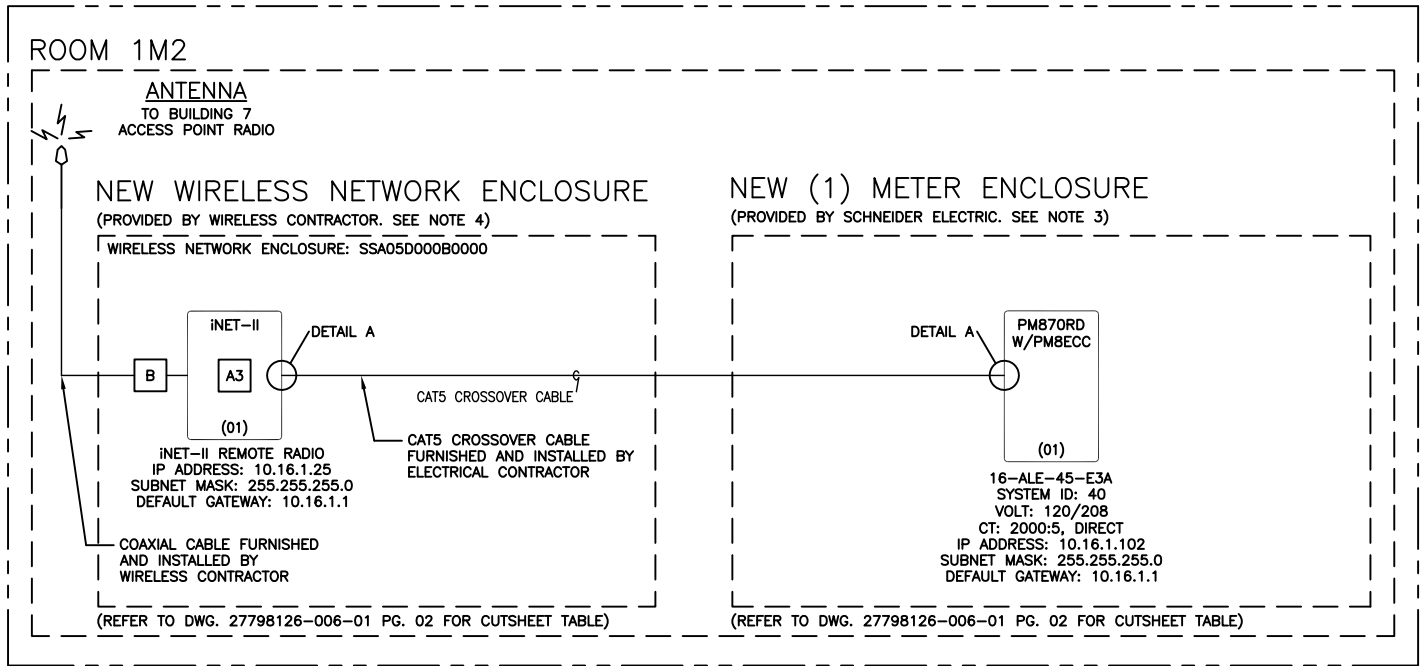 ROOM 1M2
ANTENNA
TO BUILDING 7
ACCESS POINT RADIO
NEW WIRELESS NETWORK ENCLOSURE
(PROVIDED BY WIRELESS CONTRACTOR. SEE NOTE 4)
WIRELESS NETWORK ENCLOSURE: SSA05D000B0000
iNET-II
DETAIL A
B
A3
(01)
CAT5 CROSSOVER CABLE
CAT5 CROSSOVER CABLE
FURNISHED AND INSTALLED BY
ELECTRICAL CONTRACTOR
iNET-II REMOTE RADIO
IP ADDRESS: 10.16.1.25
SUBNET MASK: 255.255.255.0
DEFAULT GATEWAY: 10.16.1.1
COAXIAL CABLE FURNISHED
AND INSTALLED BY
WIRELESS CONTRACTOR
(REFER TO DWG. 27798126-006-01 PG. 02 FOR CUTSHEET TABLE)
NEW (1) METER ENCLOSURE
(PROVIDED BY SCHNEIDER ELECTRIC. SEE NOTE 3)
DETAIL A
PM870RD
W/PM8ECC
(01)
16-ALE-45-E3A
SYSTEM ID: 40
VOLT: 120/208
CT: 2000:5, DIRECT
IP ADDRESS: 10.16.1.102
SUBNET MASK: 255.255.255.0
DEFAULT GATEWAY: 10.16.1.1
(REFER TO DWG. 27798126-006-01 PG. 02 FOR CUTSHEET TABLE)